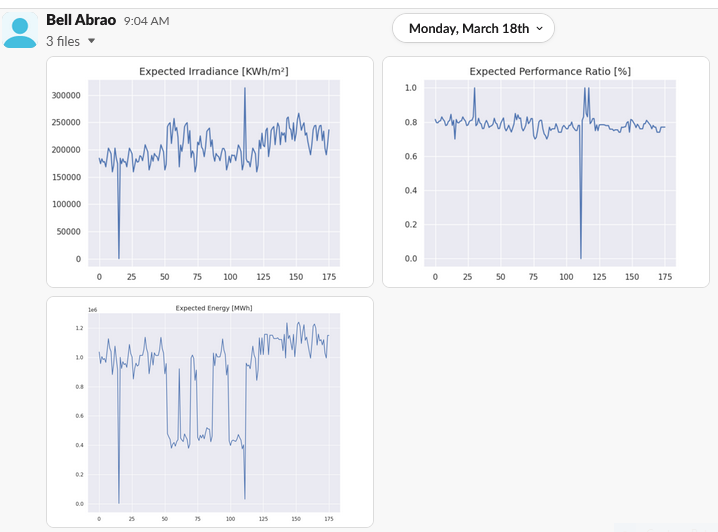 Bell Abrao 9:04 AM
Monday, March 18th
3 files
Expected Irradiance [KWh/m²]
300000
250000
200000
150000
100000
50000
0
0 25 50 75 100 125 150 175
Expected Performance Ratio [%]
1.0
0.8
0.6
0.4
0.2
0.0
0 25 50 75 100 125 150 175
Expected Energy [MWh]
1e6
1.2
1.0
0.8
0.6
0.4
0.2
0.0
0 25 50 75 100 125 150 175